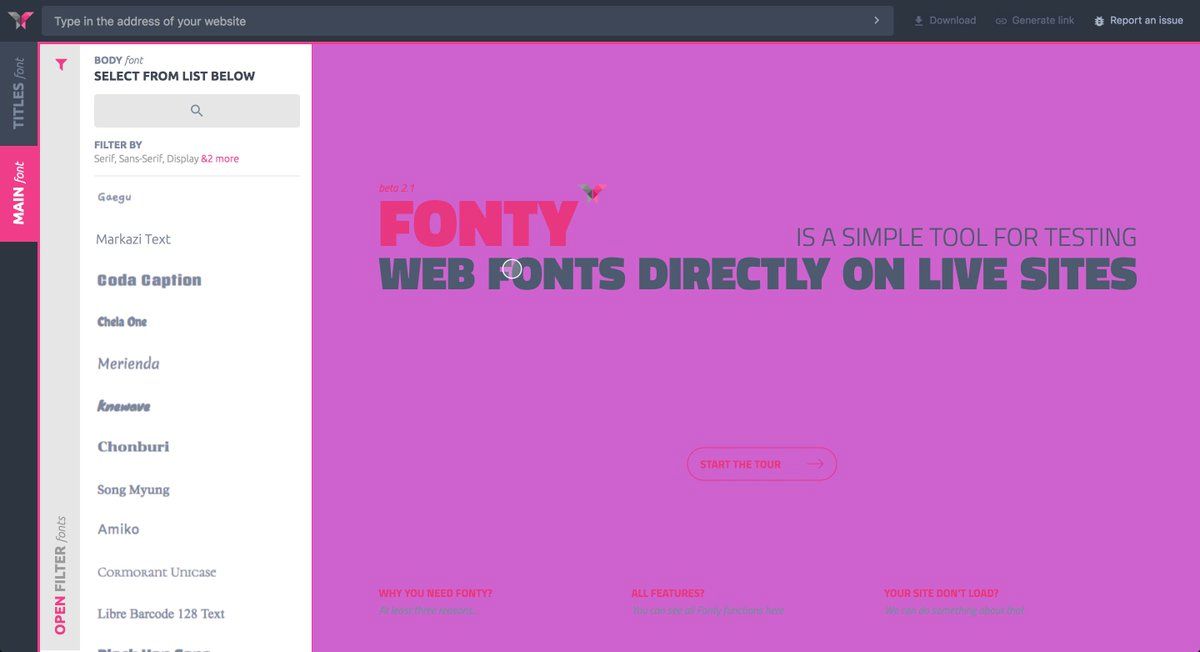 Type in the address of your website
Download
Generate link
Report an issue
TITLES font
MAIN font
OPEN FILTER fonts
BODY font
SELECT FROM LIST BELOW
FILTER BY
Serif, Sans-Serif, Display &2 more
Gaegu
Markazi Text
Coda Caption
Chela One
Merienda
Knewave
Chonburi
Song Myung
Amiko
Cormorant Unicase
Libre Barcode 128 Text
beta 2.1
FONTY
IS A SIMPLE TOOL FOR TESTING
WEB FONTS DIRECTLY ON LIVE SITES
START THE TOUR
WHY YOU NEED FONTY?
At least three reasons...
ALL FEATURES?
You can see all Fonty functions here
YOUR SITE DON'T LOAD?
We can do something about that